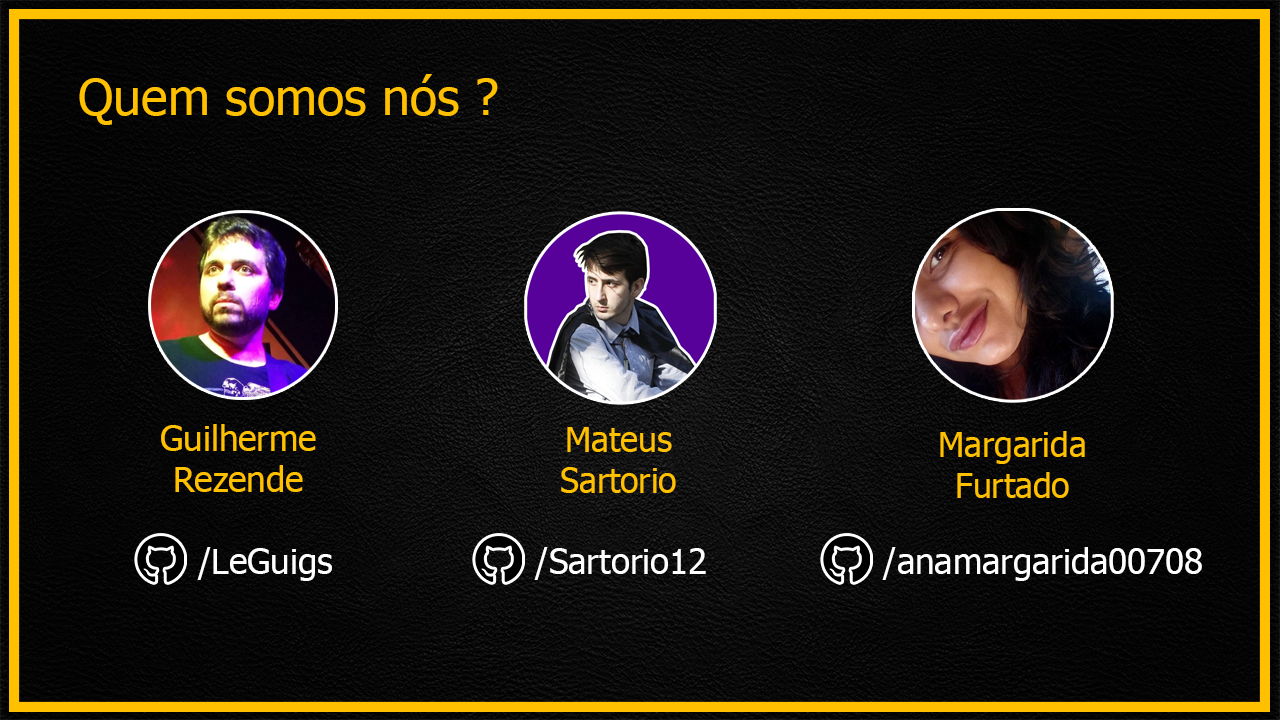 Quem somos nós ?
Guilherme
Rezende
/LeGuigs
Mateus
Sartorio
/Sartorio12
Margarida
Furtado
/anamargarida00708